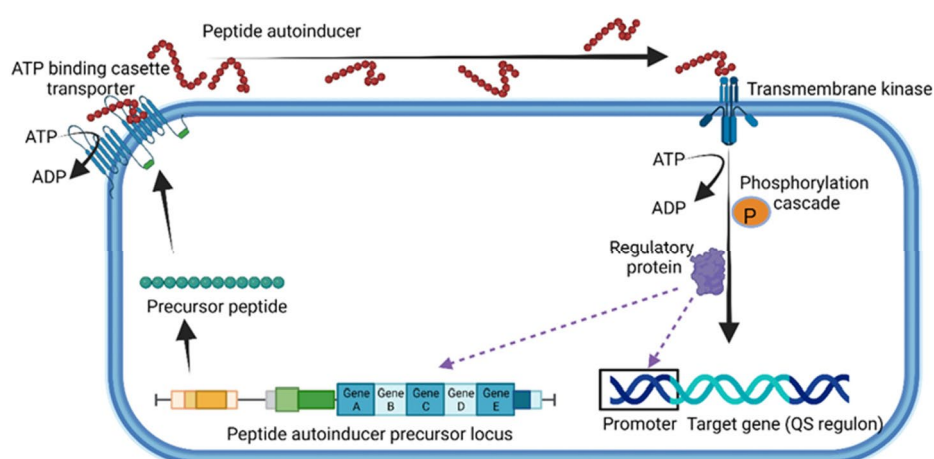 Peptide autoinducer
ATP binding casette
transporter
Transmembrane kinase
ATP
ADP
ATP
ADP
Phosphorylation
cascade
P
Regulatory
protein
Precursor peptide
Gene
A
Gene
B
Gene
C
Gene
D
Gene
E
Peptide autoinducer precursor locus
Promoter
Target gene (QS regulon)